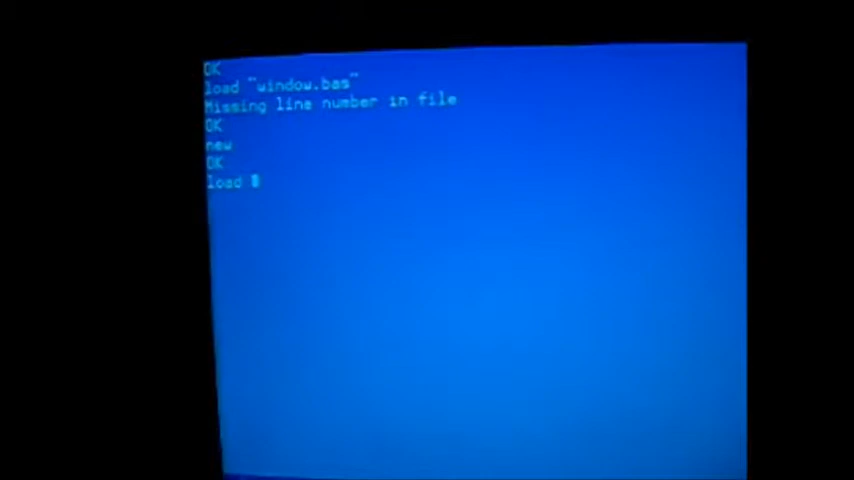 OK
load "window.bas"
Missing line number in file
OK
new
OK
load